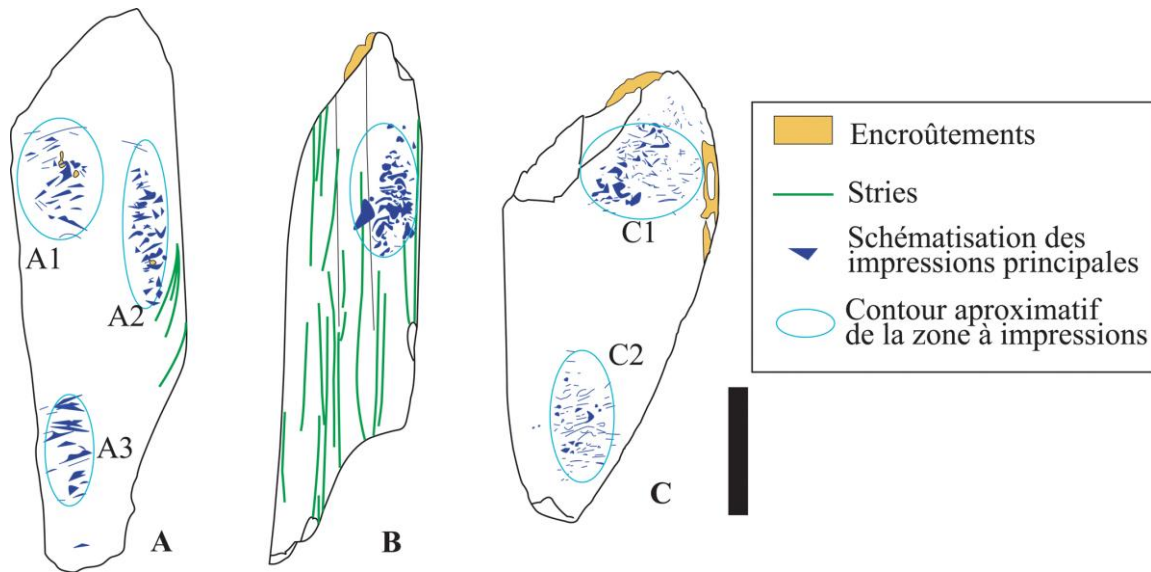 A1
A2
A3
A
B
C1
C2
C
Encroûtements
Stries
Schématisation des
impressions principales
Contour aproximatif
de la zone à impressions